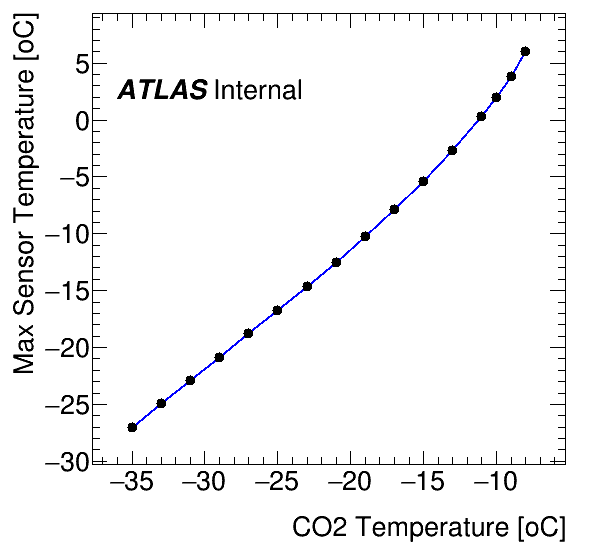 Max Sensor Temperature [oC]
ATLAS Internal
5
0
−5
−10
−15
−20
−25
−30
−35 −30 −25 −20 −15 −10
CO2 Temperature [oC]